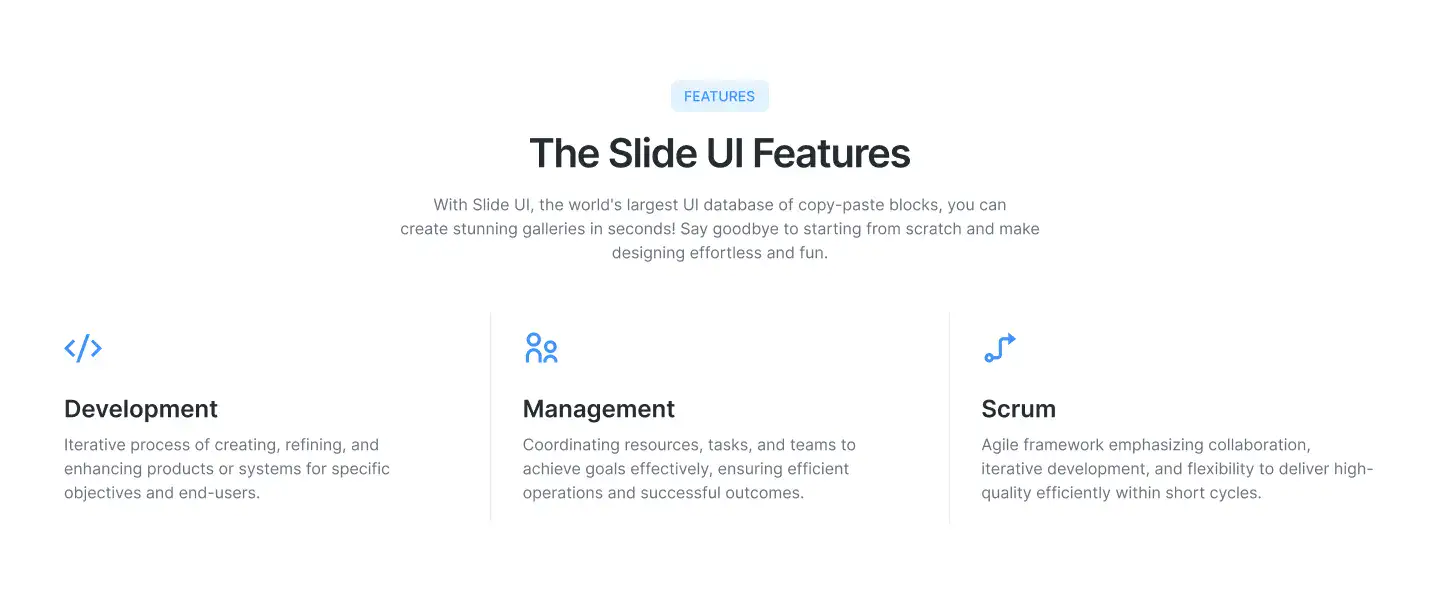 FEATURES
The Slide UI Features
With Slide UI, the world's largest UI database of copy-paste blocks, you can
create stunning galleries in seconds! Say goodbye to starting from scratch and make
designing effortless and fun.
Development
Iterative process of creating, refining, and
enhancing products or systems for specific
objectives and end-users.
Management
Coordinating resources, tasks, and teams to
achieve goals effectively, ensuring efficient
operations and successful outcomes.
Scrum
Agile framework emphasizing collaboration,
iterative development, and flexibility to deliver high-
quality efficiently within short cycles.